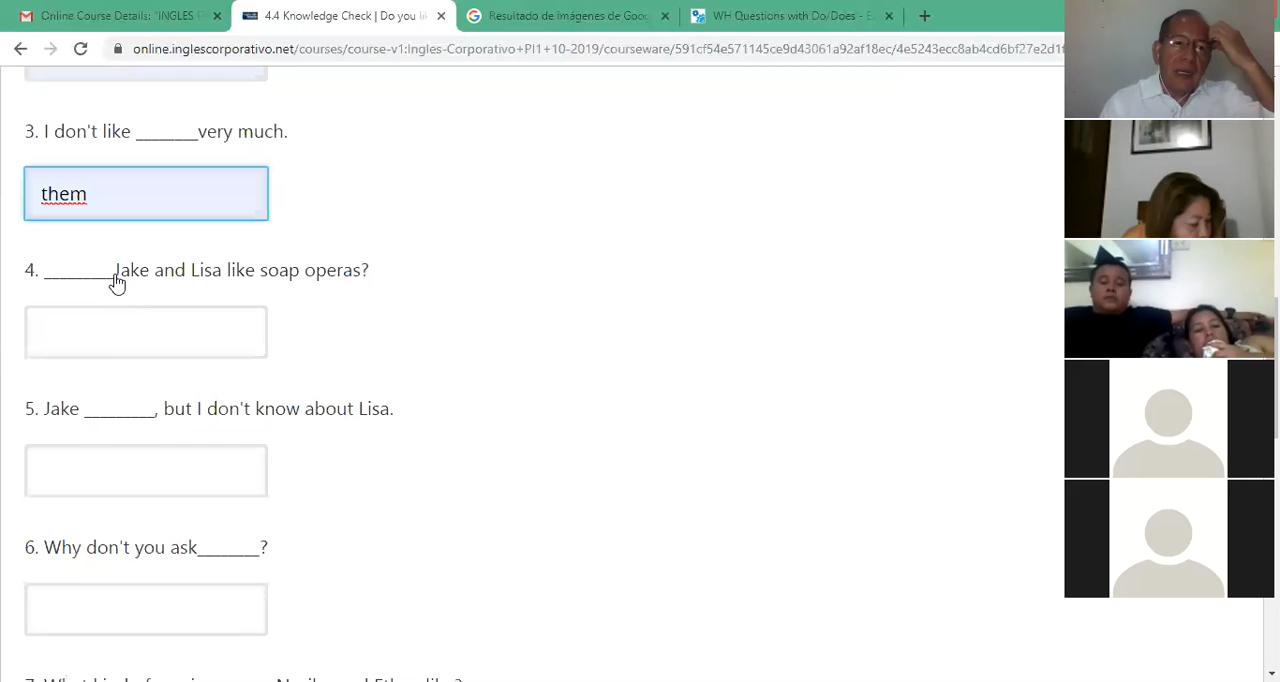 Online Course Details: "INGLES P
4.4 Knowledge Check | Do you li
Resultado de Imágenes de Goog
WH Questions with Do/Does - E
online.inglescorporativo.net/courses/course-v1:Ingles-Corporativo+PI1+10-2019/courseware/591cf54e571145ce9d43061a92af18ec/4e5243ecc8ab4cd6bf27e2d1f
3. I don't like _______very much.
them
4. ________Jake and Lisa like soap operas?
5. Jake ________, but I don't know about Lisa.
6. Why don't you ask_______?